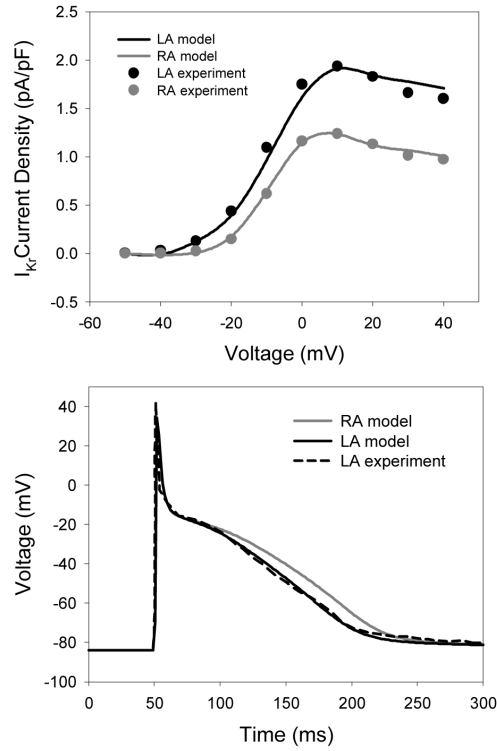 I_Kr Current Density (pA/pF)
2.5
2.0
1.5
1.0
0.5
0.0
-0.5
LA model
RA model
LA experiment
RA experiment
-60 -40 -20 0 20 40 60
Voltage (mV)
Voltage (mV)
40
20
0
-20
-40
-60
-80
-100
RA model
LA model
LA experiment
0 50 100 150 200 250 300
Time (ms)